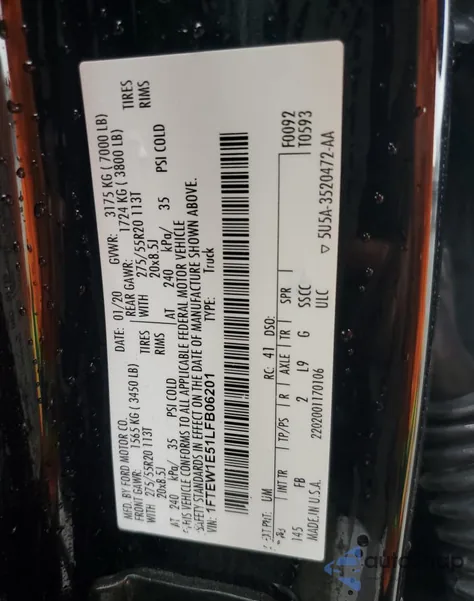 MFD. BY FORD MOTOR CO.
DATE: 01/20
GVWR: 3175 KG ( 7000 LB)
FRONT GAWR: 1565 KG (3450 LB)
REAR GAWR: 1724 KG ( 3800 LB)
275/55R20 113T TIRES
WITH 275/55R20 113T TIRES
20x8.5J RIMS
20x8.5J RIMS
AT 240 kPa/ 35 PSI COLD
AT 240 kPa/ 35 PSI COLD
VEHICLE CONFORMS TO ALL APPLICABLE FEDERAL MOTOR VEHICLE
SAFETY STANDARDS IN EFFECT ON THE DATE OF MANUFACTURE SHOWN ABOVE.
VIN: 1FTEW1E51LFB06201
TYPE: Truck
F0092
T0593
EXT PNT: UM
RC: 41 DSO:
INT TR TP/PS R AXLE TR SPR
145 FB 2 L9 G SSCC
MADE IN U.S.A.
2202001170106
ULC
▽ 5U5A-3520472-AA